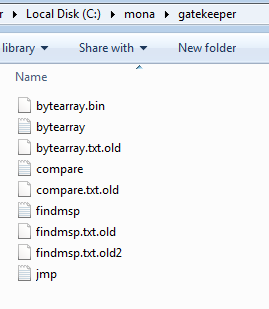 r ▸ Local Disk (C:) ▸ mona ▸ gatekeeper
library ▾ Share with ▾ New folder
Name
bytearray.bin
bytearray
bytearray.txt.old
compare
compare.txt.old
findmsp
findmsp.txt.old
findmsp.txt.old2
jmp